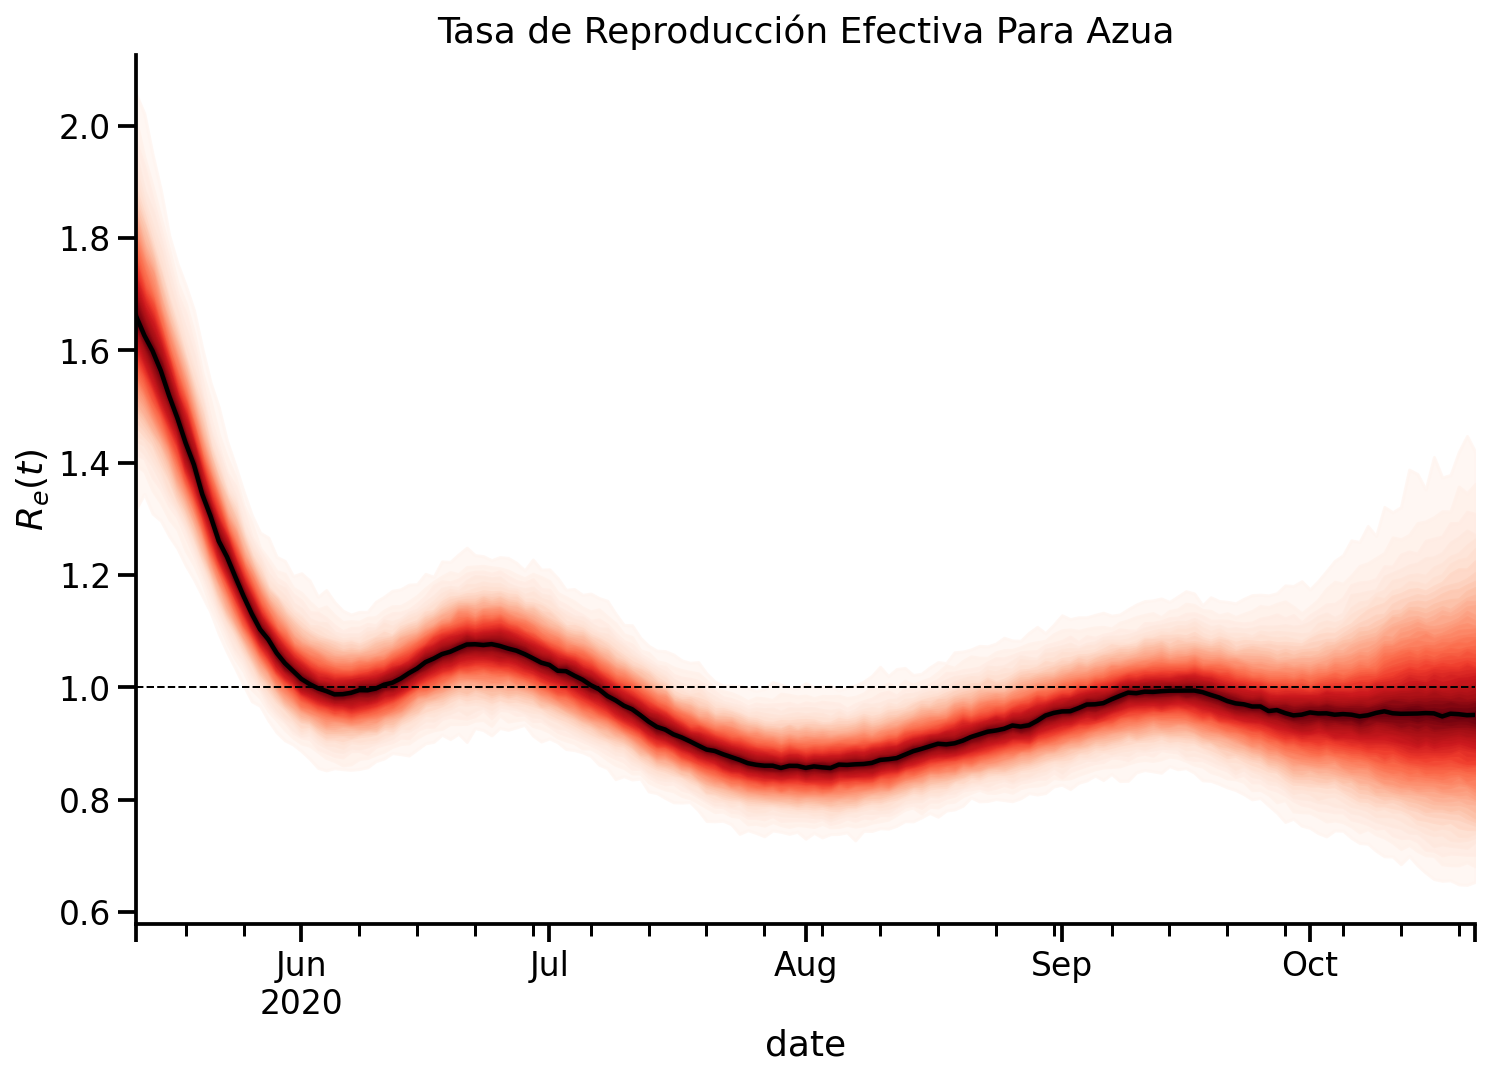 Tasa de Reproducción Efectiva Para Azua
2.0
1.8
1.6
1.4
1.2
1.0
0.8
0.6
R_e(t)
Jun
2020
Jul
Aug
Sep
Oct
date